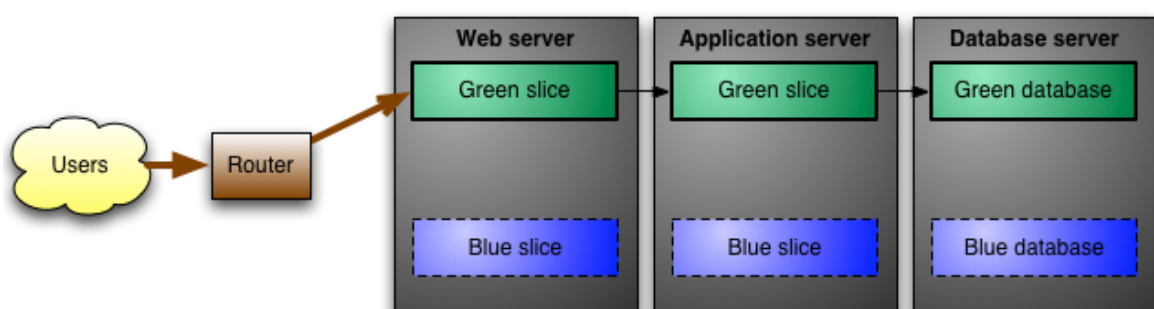 Web server
Application server
Database server
Green slice
Green slice
Green database
Users
Router
Blue slice
Blue slice
Blue database